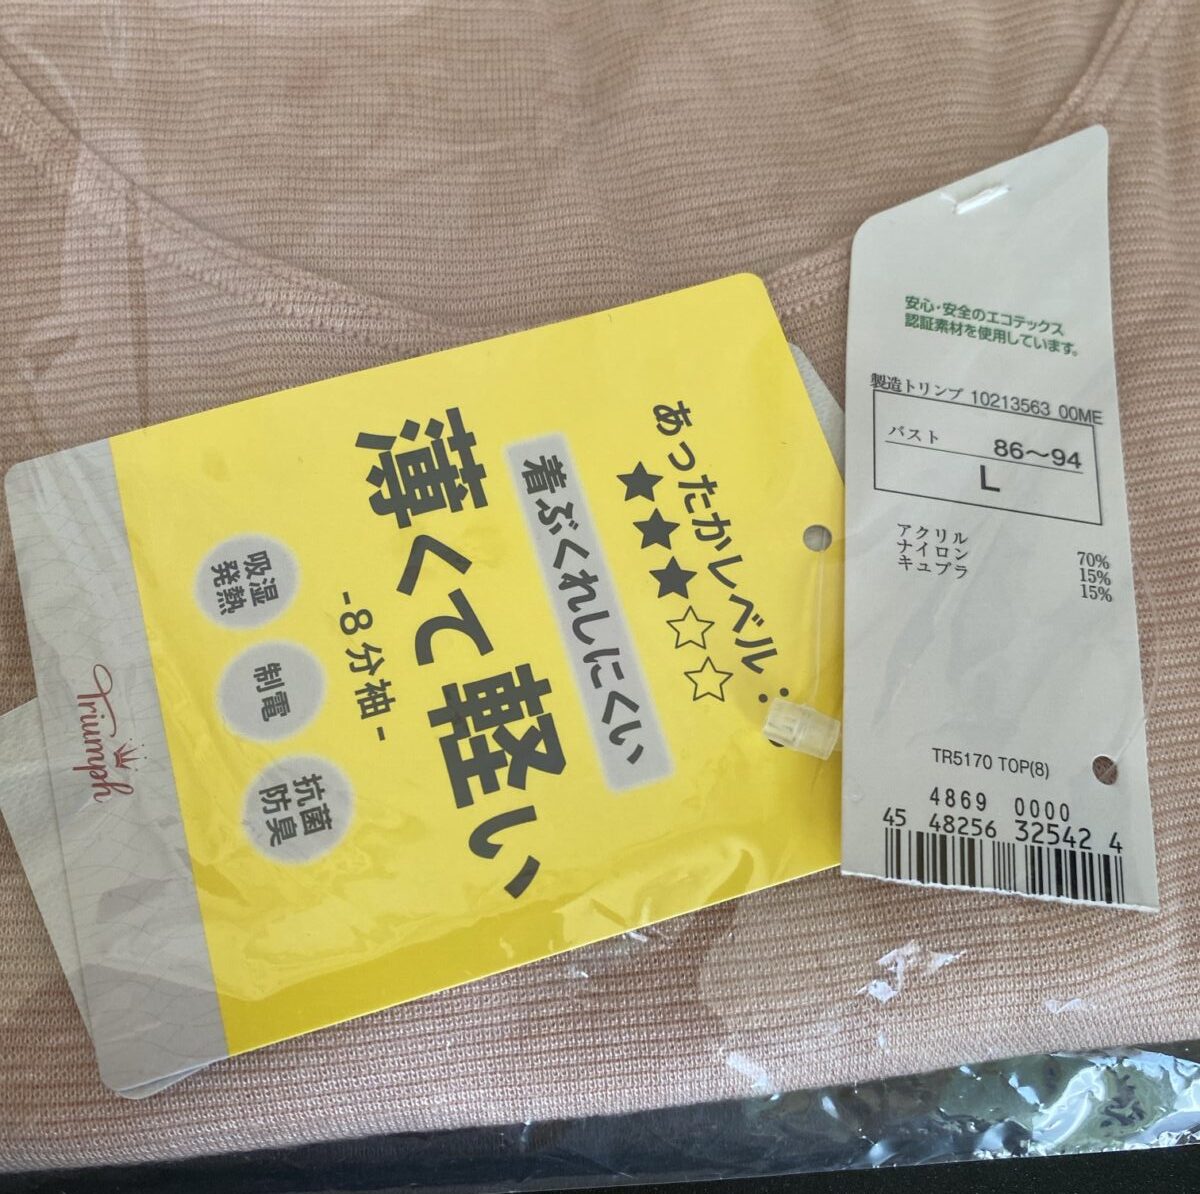 あったかレベル：
★★★☆☆
着ぶくれしにくい
薄くて軽い
-8分袖-
吸湿
発熱
制電
抗菌
防臭
Triumph
安心・安全のエコテックス
認証素材を使用しています。
製造トリンプ 10213563 00ME
バスト 86〜94
L
アクリル 70%
ナイロン 15%
キュプラ 15%
TR5170 TOP(8)
4869 0000
45 48256 32542 4